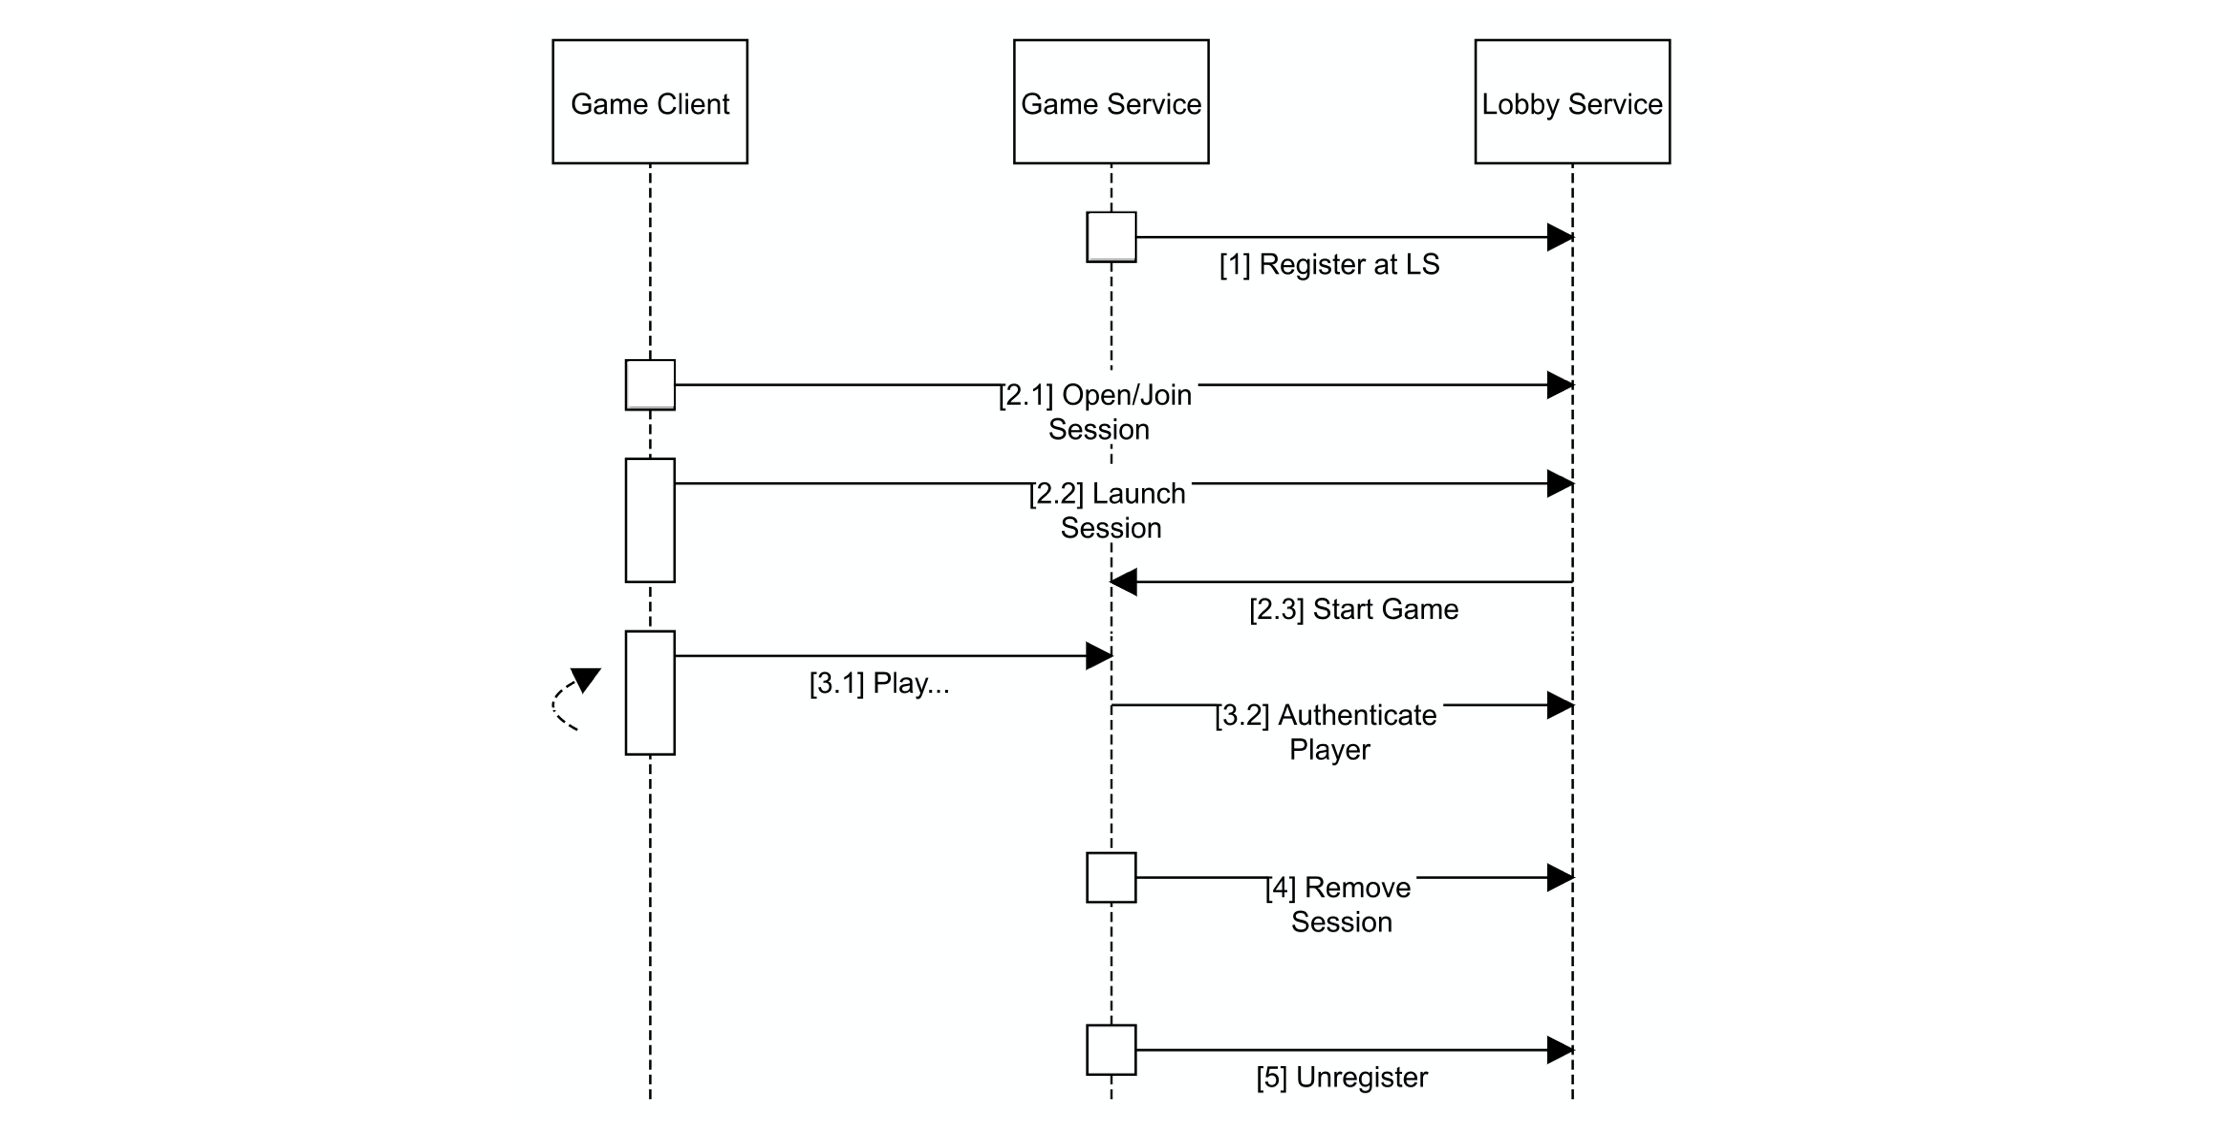 Game Client
Game Service
Lobby Service
[1] Register at LS
[2.1] Open/Join
Session
[2.2] Launch
Session
[2.3] Start Game
[3.1] Play...
[3.2] Authenticate
Player
[4] Remove
Session
[5] Unregister